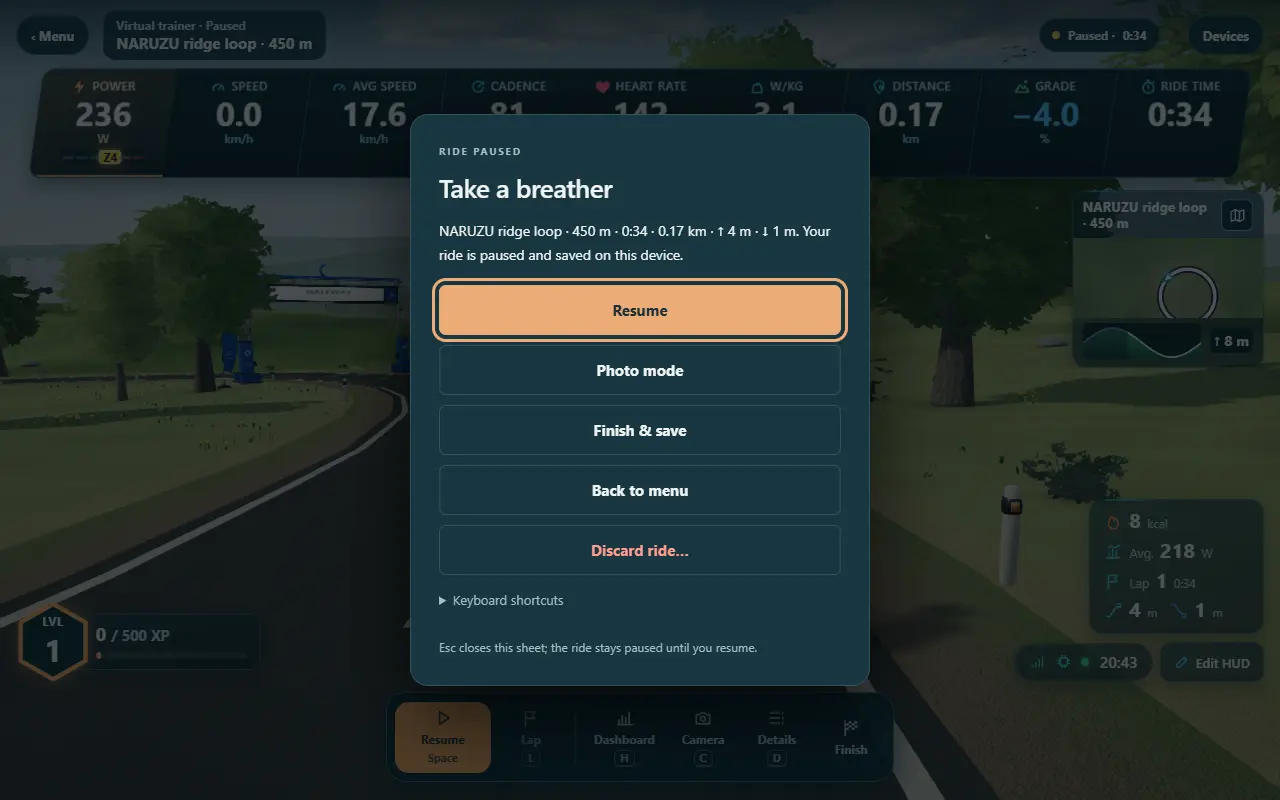 ‹ Menu
Virtual trainer · Paused
NARUZU ridge loop · 450 m
Paused · 0:34
Devices
POWER
236
W
Z4
SPEED
0.0
km/h
AVG SPEED
17.6
km/h
CADENCE
81
HEART RATE
142
W/KG
3.1
DISTANCE
0.17
km
GRADE
−4.0
%
RIDE TIME
0:34
RIDE PAUSED
Take a breather
NARUZU ridge loop · 450 m · 0:34 · 0.17 km · ↑ 4 m · ↓ 1 m. Your
ride is paused and saved on this device.
Resume
Photo mode
Finish & save
Back to menu
Discard ride…
▶ Keyboard shortcuts
Esc closes this sheet; the ride stays paused until you resume.
NARUZU ridge loop
· 450 m
↑ 8 m
8 kcal
Avg. 218 W
Lap 1 0:34
4 m 1 m
20:43
Edit HUD
LVL
1
0 / 500 XP
Resume
Space
Lap
L
Dashboard
H
Camera
C
Details
D
Finish